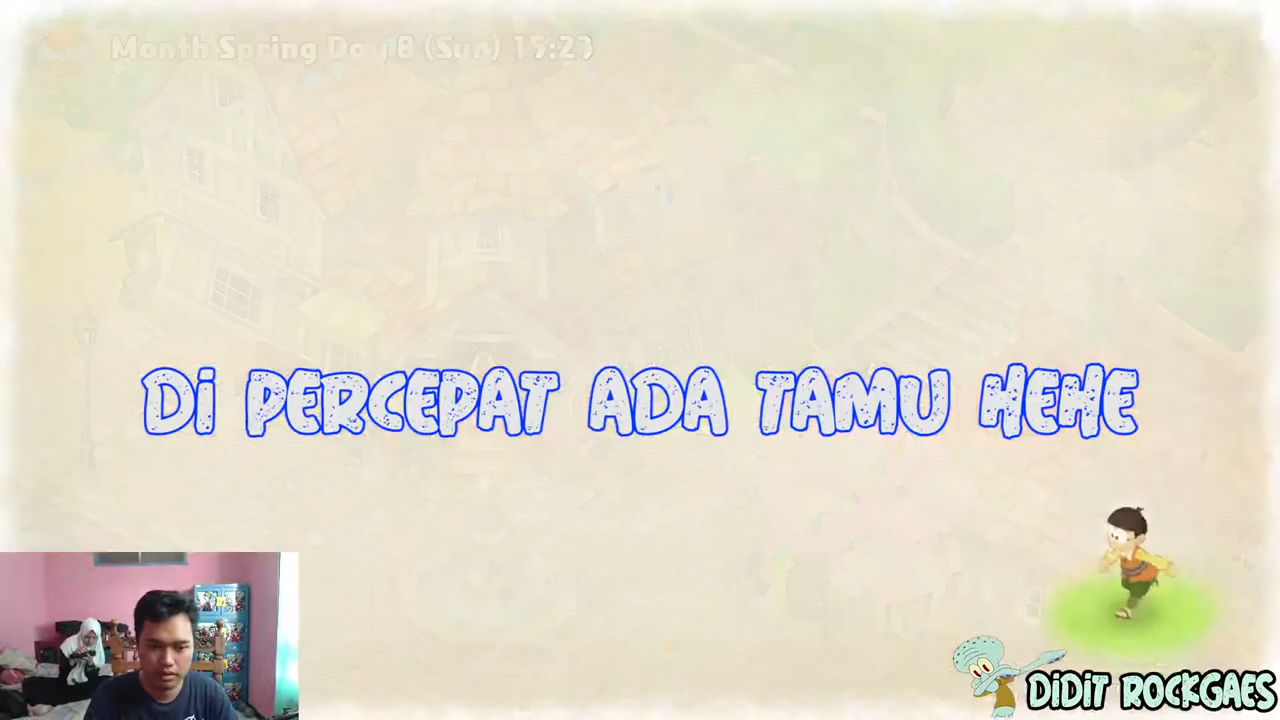 Month Spring Day 8 (Sun) 15:23
Di PERCEPAT ADA TAMU HEHE
DiDiT ROCKGAES